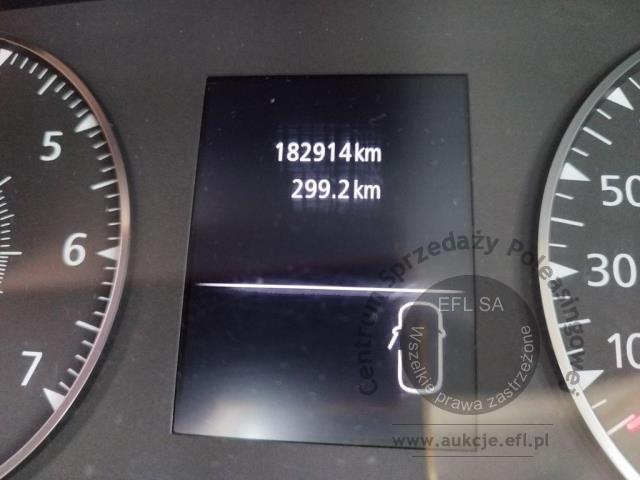 182914km
299.2km
5
6
7
50
30
10
Centrum Sprzedaży Poleasingowej
EFL SA
Wszelkie prawa zastrzeżone
www.aukcje.efl.pl